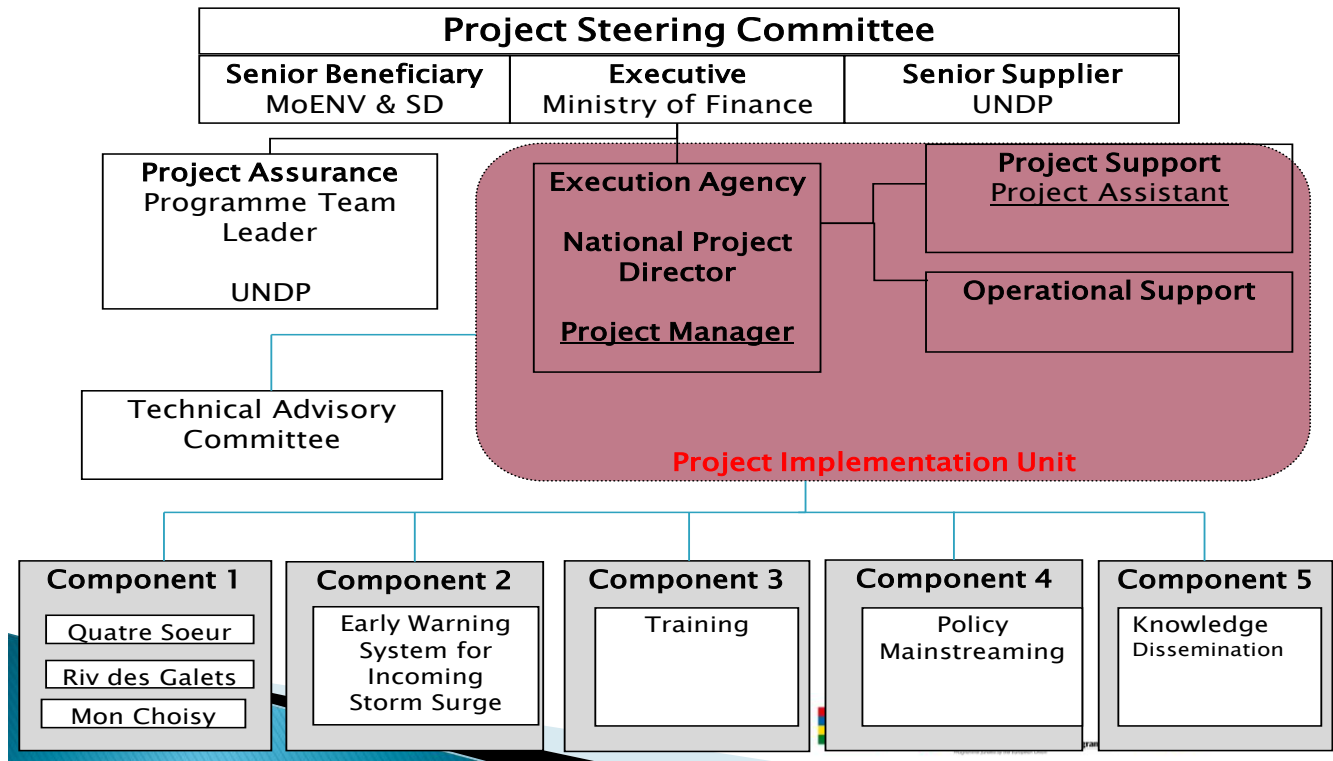 Project Steering Committee
Senior Beneficiary
MoENV & SD
Executive
Ministry of Finance
Senior Supplier
UNDP
Project Assurance
Programme Team
Leader
UNDP
Execution Agency
National Project
Director
Project Manager
Project Support
Project Assistant
Operational Support
Technical Advisory
Committee
Project Implementation Unit
Component 1
Quatre Soeur
Riv des Galets
Mon Choisy
Component 2
Early Warning
System for
Incoming
Storm Surge
Component 3
Training
Component 4
Policy
Mainstreaming
Component 5
Knowledge
Dissemination